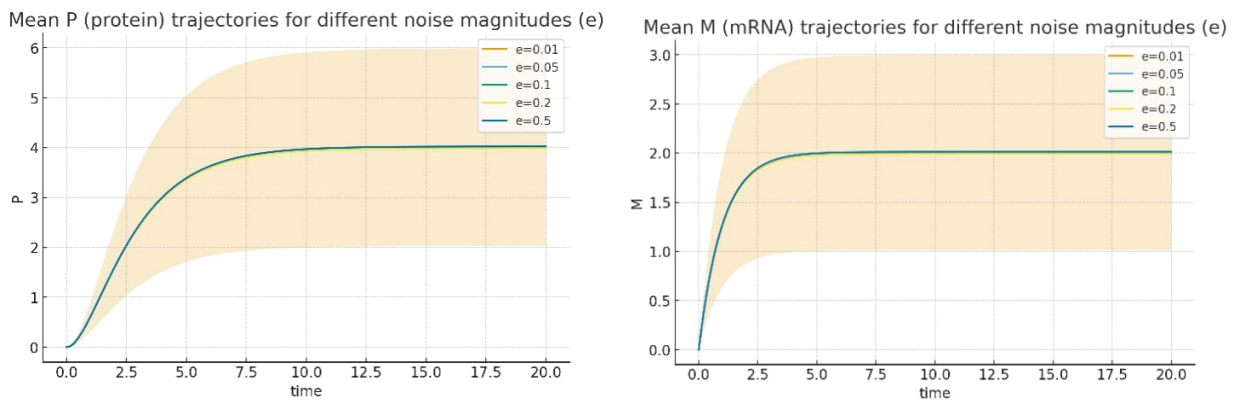 Mean P (protein) trajectories for different noise magnitudes (e)
6
5
4
3
2
1
0
P
e=0.01
e=0.05
e=0.1
e=0.2
e=0.5
0.0 2.5 5.0 7.5 10.0 12.5 15.0 17.5 20.0
time
Mean M (mRNA) trajectories for different noise magnitudes (e)
3.0
2.5
2.0
1.5
1.0
0.5
0.0
M
e=0.01
e=0.05
e=0.1
e=0.2
e=0.5
0.0 2.5 5.0 7.5 10.0 12.5 15.0 17.5 20.0
time